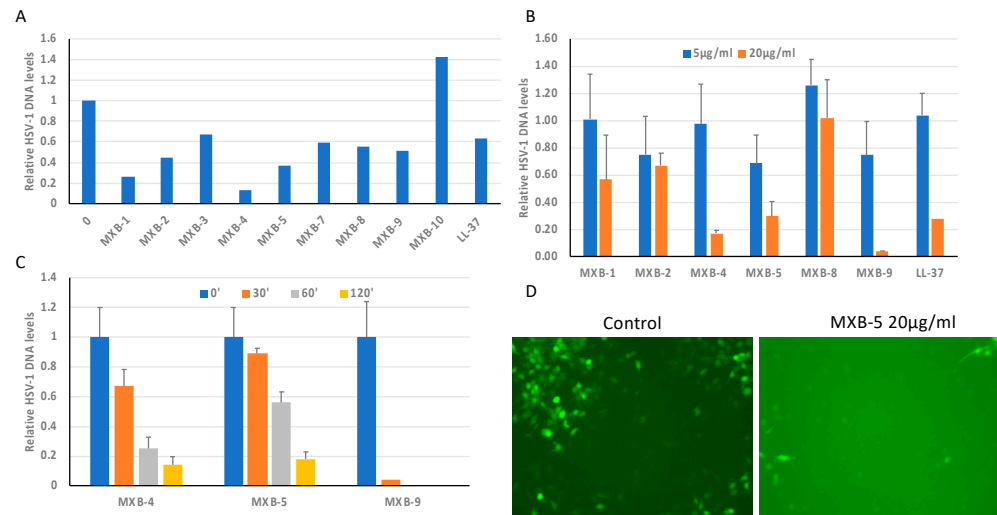 A
Relative HSV-1 DNA levels
1.6
1.4
1.2
1
0.8
0.6
0.4
0.2
0
0
MXB-1
MXB-2
MXB-3
MXB-4
MXB-5
MXB-7
MXB-8
MXB-9
MXB-10
LL-37
B
Relative HSV-1 DNA levels
1.60
1.40
1.20
1.00
0.80
0.60
0.40
0.20
0.00
5µg/ml 20µg/ml
MXB-1 MXB-2 MXB-4 MXB-5 MXB-8 MXB-9 LL-37
C
Relative HSV-1 DNA levels
1.4
1.2
1
0.8
0.6
0.4
0.2
0
0' 30' 60' 120'
MXB-4 MXB-5 MXB-9
D
Control MXB-5 20µg/ml